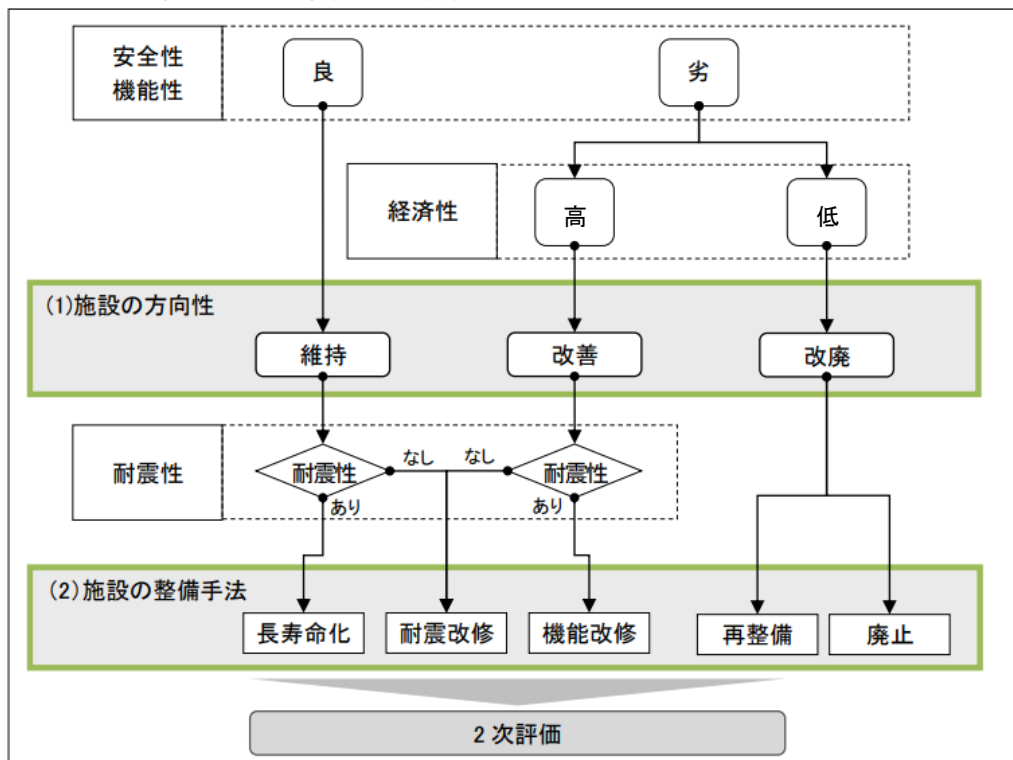 安全性
機能性
良
劣
経済性
高
低
(1)施設の方向性
維持
改善
改廃
耐震性
耐震性
なし
なし
耐震性
あり
あり
(2)施設の整備手法
長寿命化
耐震改修
機能改修
再整備
廃止
2次評価